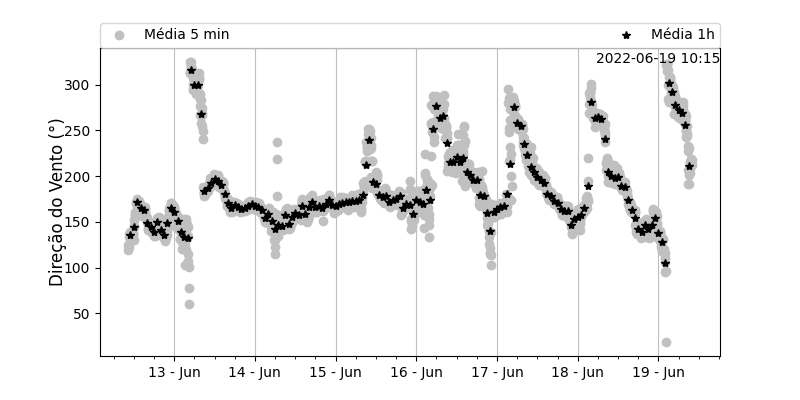 Média 5 min
Média 1h
2022-06-19 10:15
Direção do Vento (°)
300
250
200
150
100
50
13 - Jun
14 - Jun
15 - Jun
16 - Jun
17 - Jun
18 - Jun
19 - Jun